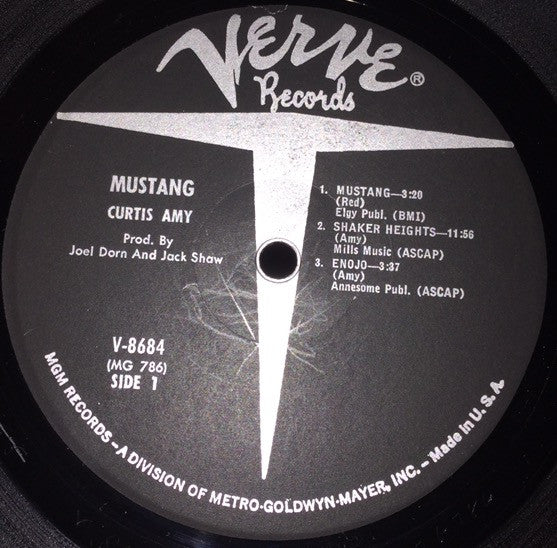 VERVE ®
Records
MUSTANG
CURTIS AMY
Prod. By
Joel Dorn And Jack Shaw
1. MUSTANG—3:20
(Red)
Elgy Publ. (BMI)
2. SHAKER HEIGHTS—11:56
(Amy)
Mills Music (ASCAP)
3. ENOJO—3:37
(Amy)
Annesome Publ. (ASCAP)
V-8684
(MG 786)
SIDE 1
MGM RECORDS – A DIVISION OF METRO-GOLDWYN-MAYER, INC. – Made in U. S. A.